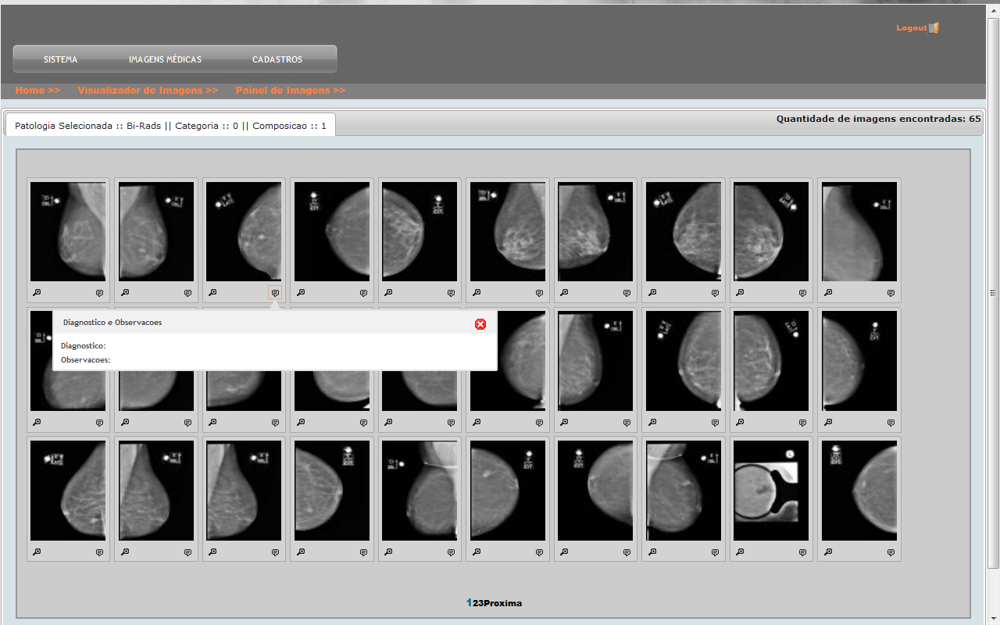 Logout
SISTEMA IMAGENS MÉDICAS CADASTROS
Home >> Visualizador de Imagens >> Painel de Imagens >>
Patologia Selecionada :: Bi-Rads || Categoria :: 0 || Composicao :: 1
Quantidade de imagens encontradas: 65
Diagnostico e Observacoes
Diagnostico:
Observacoes:
123Proxima